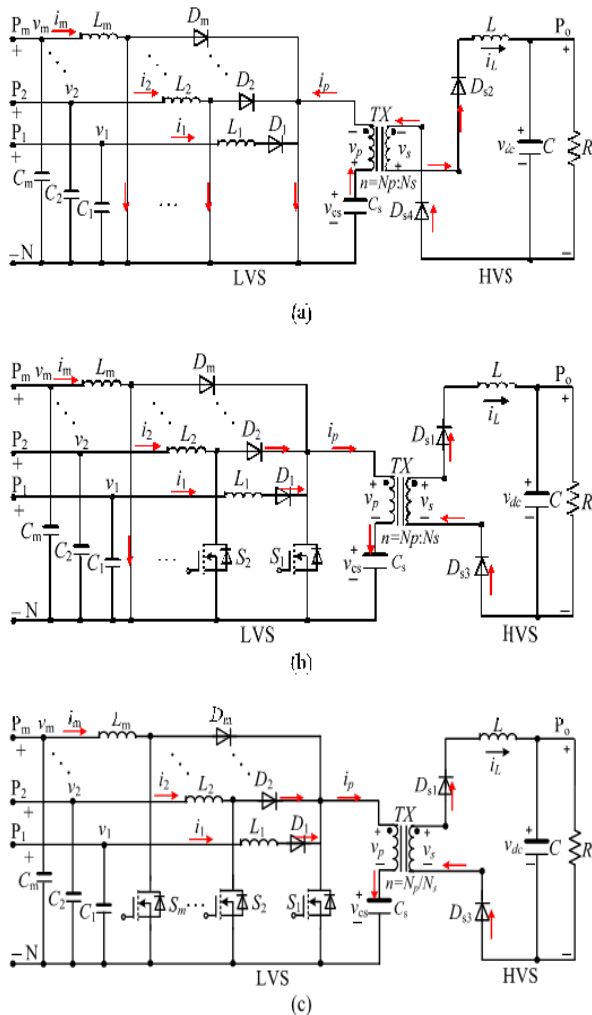 Pm vm im Lm Dm L Po
+ iL +
P2 v2 i2 L2 D2 ip Ds2
+
P1 v1 i1 L1 D1 TX
+ vp vs vdc C R
Cm C2 C1 ... + vcs − Cs n=Np:Ns Ds4
−N LVS HVS −
(a)
Pm vm im Lm Dm L Po
+ iL +
P2 v2 i2 L2 D2 ip Ds1
+
P1 v1 i1 L1 D1 TX
+ vp vs vdc C R
Cm C2 C1 ... S2 S1 + vcs − Cs n=Np:Ns Ds3
−N LVS HVS −
(b)
Pm vm im Lm Dm L Po
+ iL +
P2 v2 i2 L2 D2 ip Ds1
+
P1 v1 i1 L1 D1 TX
+ vp vs vdc C R
Cm C2 C1 Sm ... S2 S1 + vcs − Cs n=Np/Ns Ds3
−N LVS HVS −
(c)